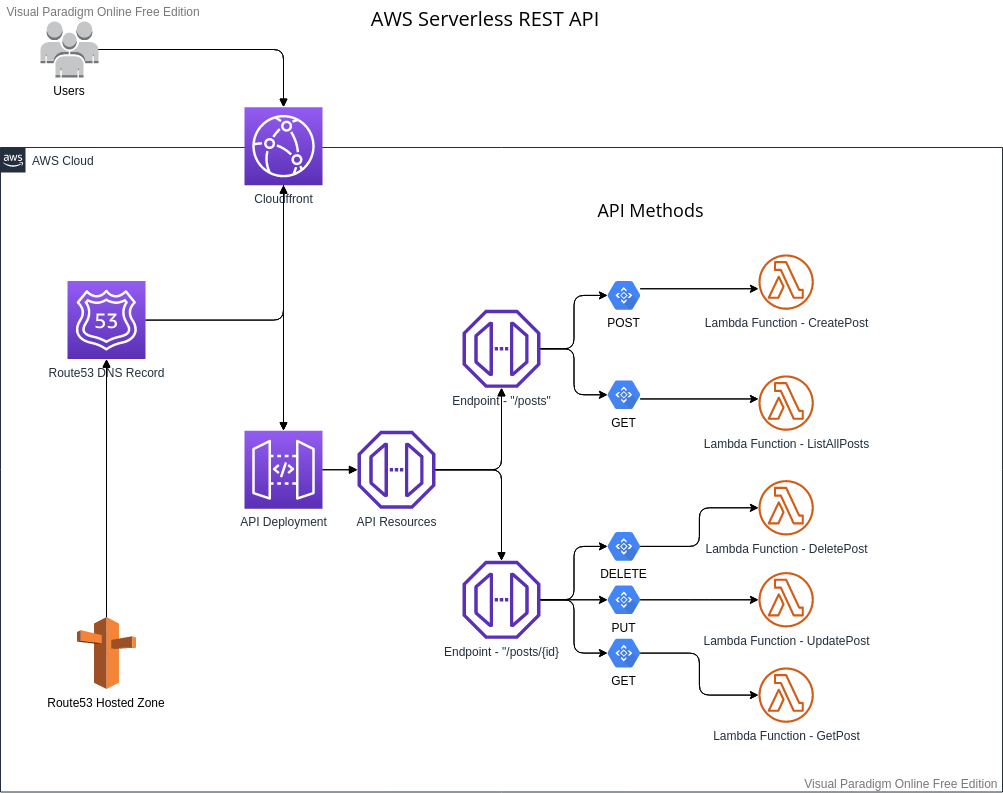 Visual Paradigm Online Free Edition
AWS Serverless REST API
Users
aws
AWS Cloud
Cloudfront
API Methods
53
Route53 DNS Record
POST
Lambda Function - CreatePost
Endpoint - "/posts"
GET
Lambda Function - ListAllPosts
</>
API Deployment
API Resources
DELETE
Lambda Function - DeletePost
PUT
Lambda Function - UpdatePost
Endpoint - "/posts/{id}
GET
Route53 Hosted Zone
Lambda Function - GetPost
Visual Paradigm Online Free Edition